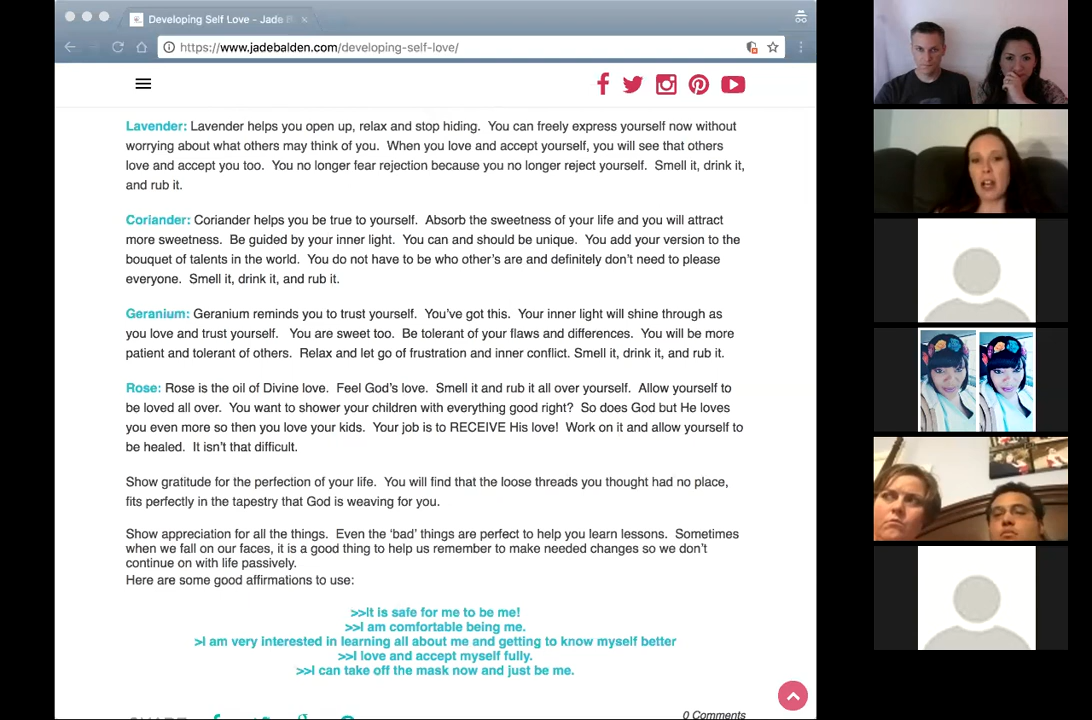 Developing Self Love - Jade B
https://www.jadebalden.com/developing-self-love/
Lavender: Lavender helps you open up, relax and stop hiding. You can freely express yourself now without
worrying about what others may think of you. When you love and accept yourself, you will see that others
love and accept you too. You no longer fear rejection because you no longer reject yourself. Smell it, drink it,
and rub it.
Coriander: Coriander helps you be true to yourself. Absorb the sweetness of your life and you will attract
more sweetness. Be guided by your inner light. You can and should be unique. You add your version to the
bouquet of talents in the world. You do not have to be who other's are and definitely don't need to please
everyone. Smell it, drink it, and rub it.
Geranium: Geranium reminds you to trust yourself. You've got this. Your inner light will shine through as
you love and trust yourself. You are sweet too. Be tolerant of your flaws and differences. You will be more
patient and tolerant of others. Relax and let go of frustration and inner conflict. Smell it, drink it, and rub it.
Rose: Rose is the oil of Divine love. Feel God's love. Smell it and rub it all over yourself. Allow yourself to
be loved all over. You want to shower your children with everything good right? So does God but He loves
you even more so then you love your kids. Your job is to RECEIVE His love! Work on it and allow yourself to
be healed. It isn't that difficult.
Show gratitude for the perfection of your life. You will find that the loose threads you thought had no place,
fits perfectly in the tapestry that God is weaving for you.
Show appreciation for all the things. Even the 'bad' things are perfect to help you learn lessons. Sometimes
when we fall on our faces, it is a good thing to help us remember to make needed changes so we don't
continue on with life passively.
Here are some good affirmations to use:
>>It is safe for me to be me!
>>I am comfortable being me.
>I am very interested in learning all about me and getting to know myself better
>>I love and accept myself fully.
>>I can take off the mask now and just be me.
SHARE
0 Comments